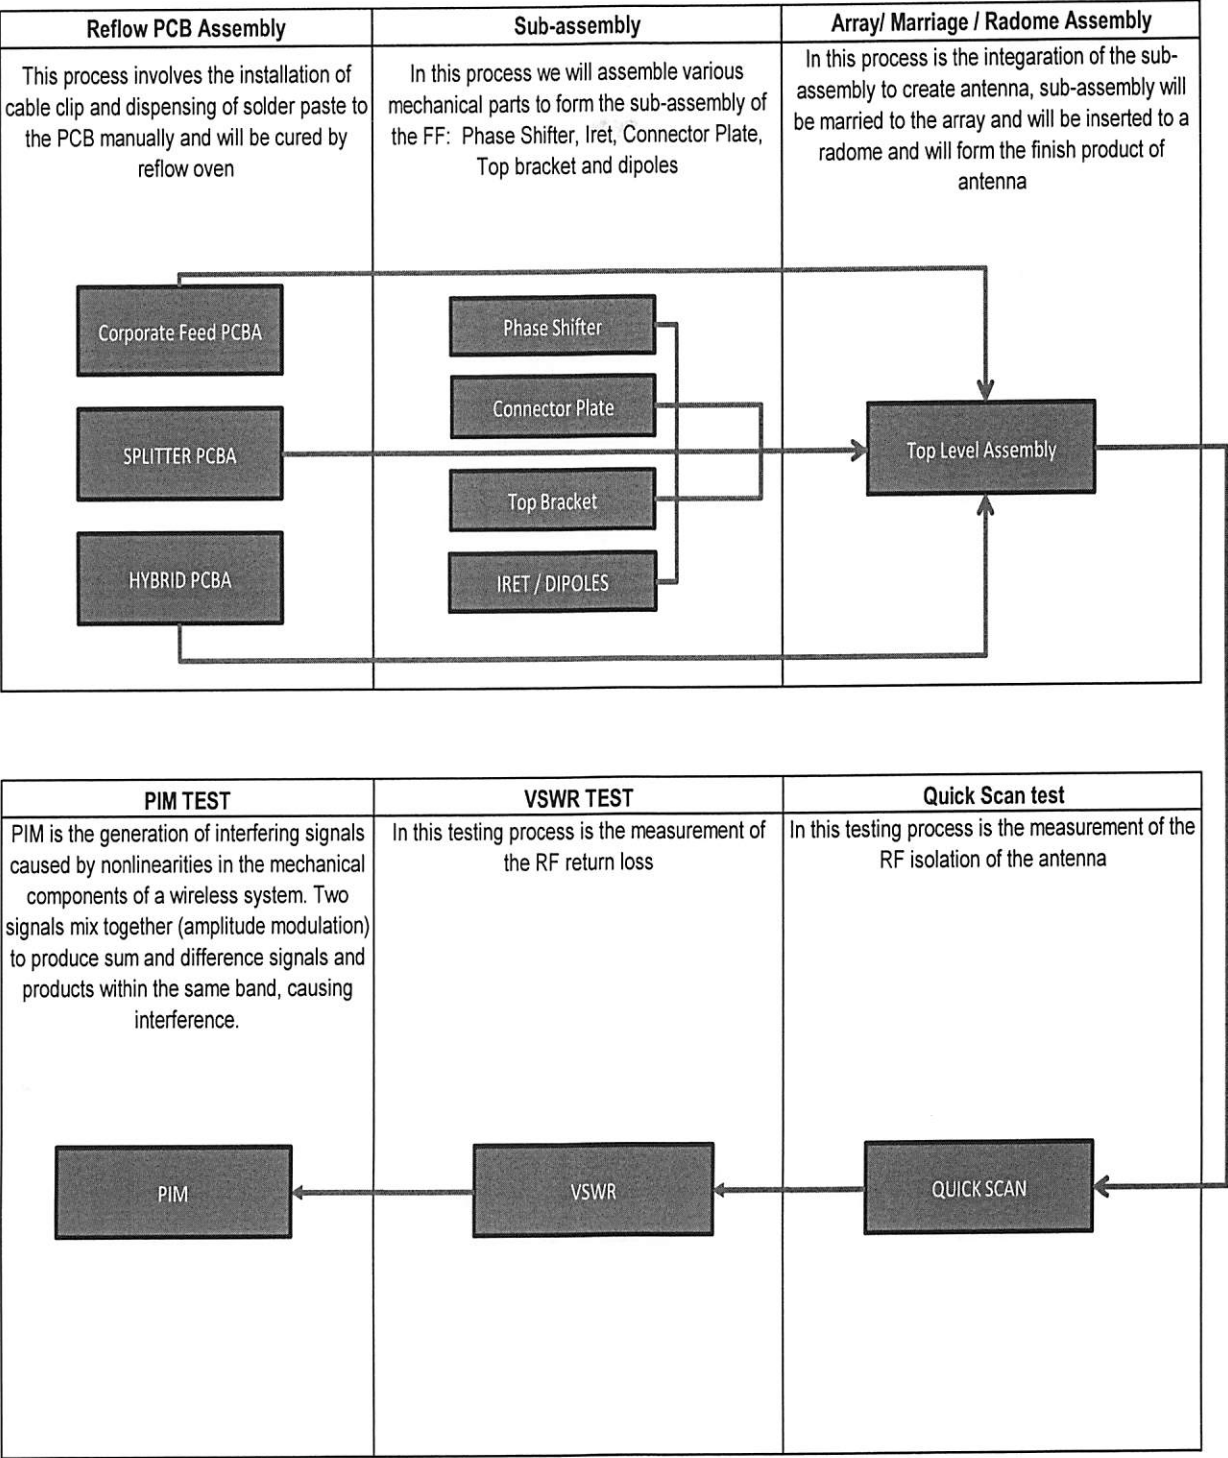 Reflow PCB Assembly
This process involves the installation of
cable clip and dispensing of solder paste to
the PCB manually and will be cured by
reflow oven
Sub-assembly
In this process we will assemble various
mechanical parts to form the sub-assembly of
the FF: Phase Shifter, Iret, Connector Plate,
Top bracket and dipoles
Array/ Marriage / Radome Assembly
In this process is the integaration of the sub-
assembly to create antenna, sub-assembly will
be married to the array and will be inserted to a
radome and will form the finish product of
antenna
Corporate Feed PCBA
SPLITTER PCBA
HYBRID PCBA
Phase Shifter
Connector Plate
Top Bracket
IRET / DIPOLES
Top Level Assembly
PIM TEST
PIM is the generation of interfering signals
caused by nonlinearities in the mechanical
components of a wireless system. Two
signals mix together (amplitude modulation)
to produce sum and difference signals and
products within the same band, causing
interference.
VSWR TEST
In this testing process is the measurement of
the RF return loss
Quick Scan test
In this testing process is the measurement of the
RF isolation of the antenna
PIM
VSWR
QUICK SCAN